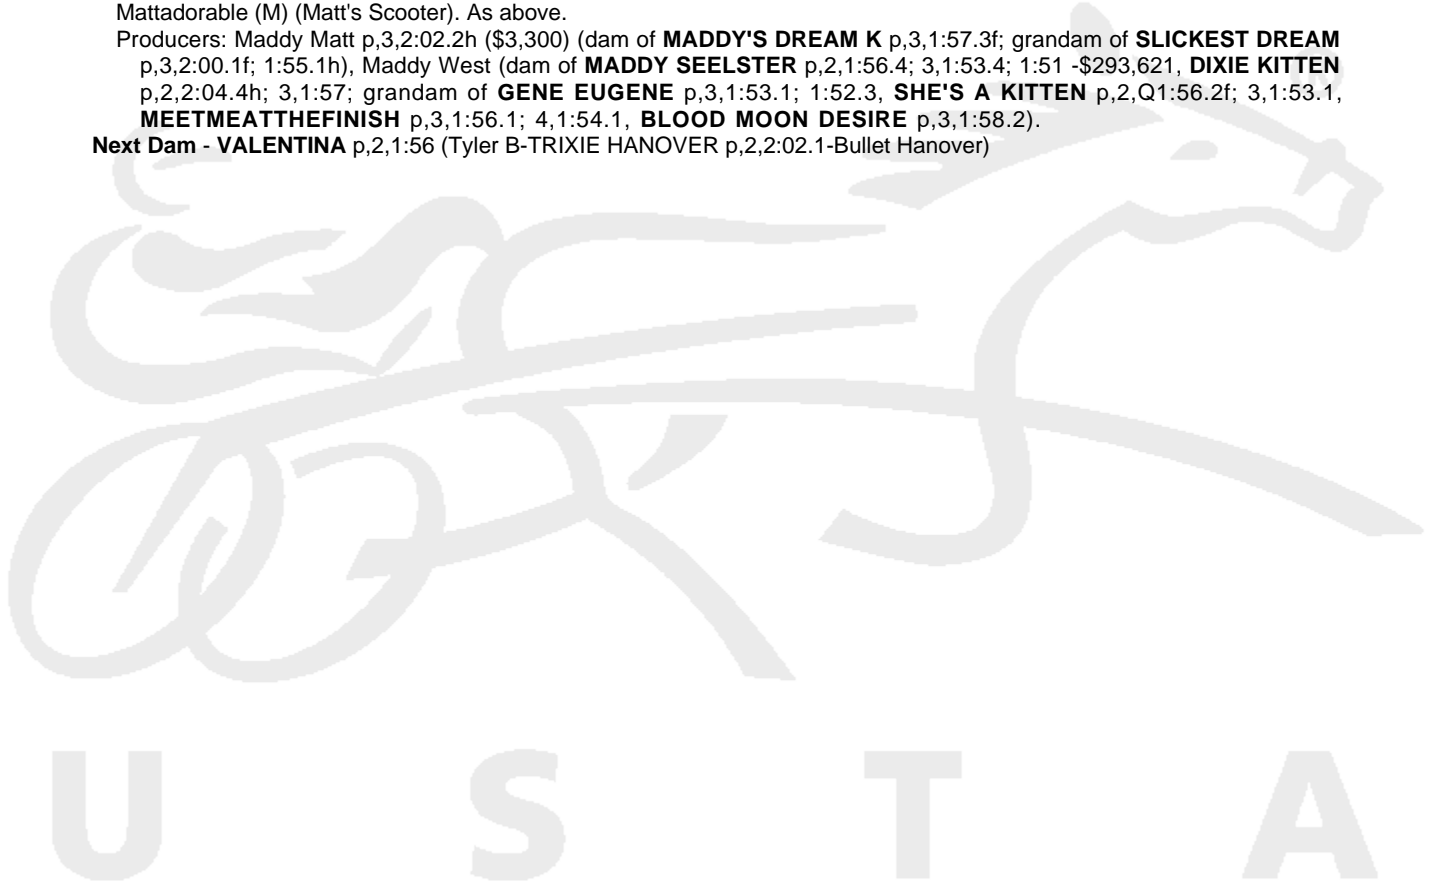 Mattadorable (M) (Matt's Scooter). As above.
Producers: Maddy Matt p,3,2:02.2h ($3,300) (dam of MADDY'S DREAM K p,3,1:57.3f; grandam of SLICKEST DREAM
p,3,2:00.1f; 1:55.1h), Maddy West (dam of MADDY SEELSTER p,2,1:56.4; 3,1:53.4; 1:51 -$293,621, DIXIE KITTEN
p,2,2:04.4h; 3,1:57; grandam of GENE EUGENE p,3,1:53.1; 1:52.3, SHE'S A KITTEN p,2,Q1:56.2f; 3,1:53.1,
MEETMEATTHEFINISH p,3,1:56.1; 4,1:54.1, BLOOD MOON DESIRE p,3,1:58.2).
Next Dam - VALENTINA p,2,1:56 (Tyler B-TRIXIE HANOVER p,2,2:02.1-Bullet Hanover)
U S T A